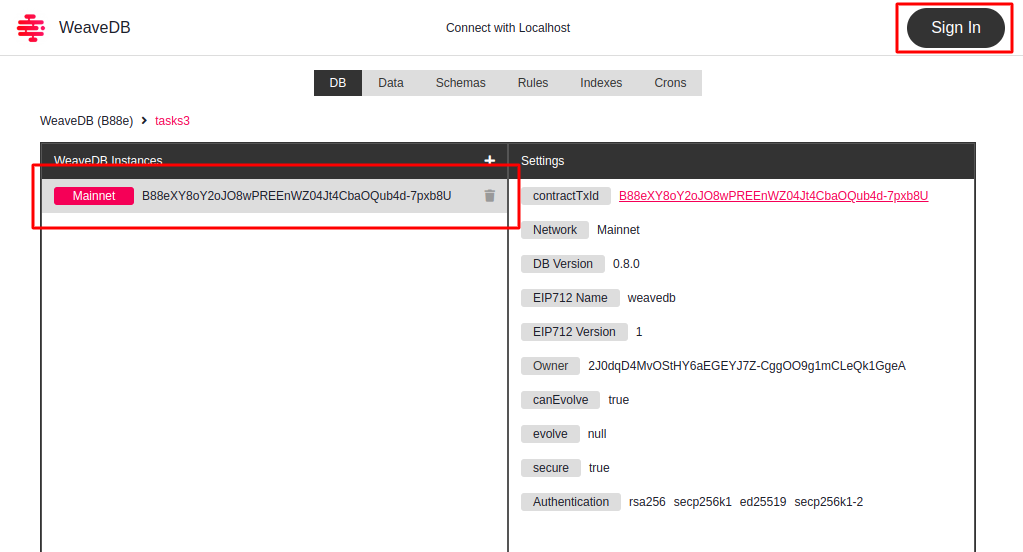 WeaveDB
Connect with Localhost
Sign In
DB Data Schemas Rules Indexes Crons
WeaveDB (B88e) > tasks3
WeaveDB Instances +
Mainnet B88eXY8oY2oJO8wPREEnWZ04Jt4CbaOQub4d-7pxb8U
Settings
contractTxId B88eXY8oY2oJO8wPREEnWZ04Jt4CbaOQub4d-7pxb8U
Network Mainnet
DB Version 0.8.0
EIP712 Name weavedb
EIP712 Version 1
Owner 2J0dqD4MvOStHY6aEGEYJ7Z-CggOO9g1mCLeQk1GgeA
canEvolve true
evolve null
secure true
Authentication rsa256 secp256k1 ed25519 secp256k1-2